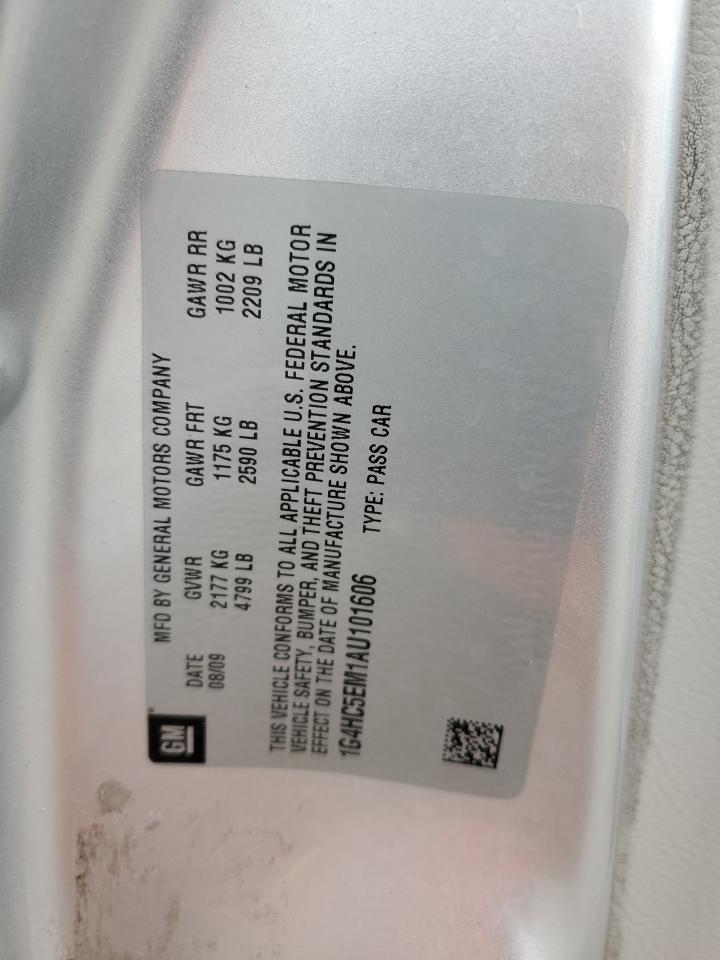 GM
MFD BY GENERAL MOTORS COMPANY
DATE GVWR GAWR FRT GAWR RR
08/09 2177 KG 1175 KG 1002 KG
4799 LB 2590 LB 2209 LB
THIS VEHICLE CONFORMS TO ALL APPLICABLE U.S. FEDERAL MOTOR
VEHICLE SAFETY, BUMPER, AND THEFT PREVENTION STANDARDS IN
EFFECT ON THE DATE OF MANUFACTURE SHOWN ABOVE.
1G4HC5EM1AU101606 TYPE: PASS CAR